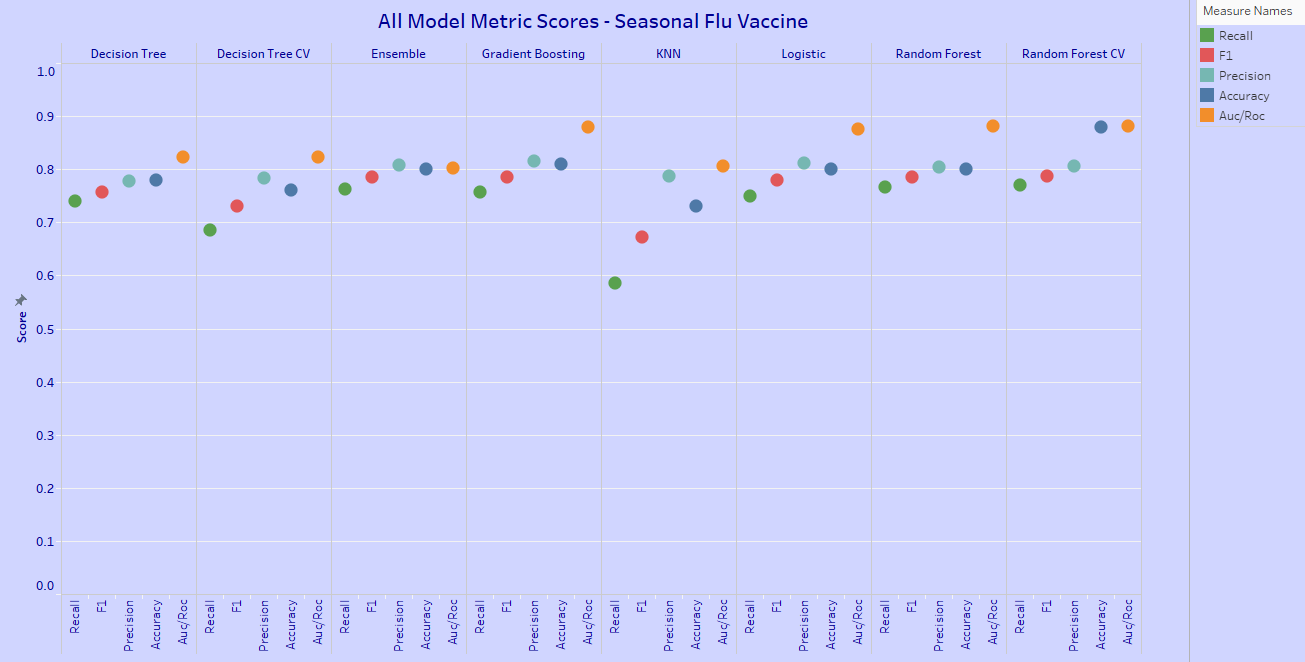 All Model Metric Scores - Seasonal Flu Vaccine
Decision Tree
Decision Tree CV
Ensemble
Gradient Boosting
KNN
Logistic
Random Forest
Random Forest CV
1.0
0.9
0.8
0.7
0.6
0.5
0.4
0.3
0.2
0.1
0.0
Score
Recall
F1
Precision
Accuracy
Auc/Roc
Recall
F1
Precision
Accuracy
Auc/Roc
Recall
F1
Precision
Accuracy
Auc/Roc
Recall
F1
Precision
Accuracy
Auc/Roc
Recall
F1
Precision
Accuracy
Auc/Roc
Recall
F1
Precision
Accuracy
Auc/Roc
Recall
F1
Precision
Accuracy
Auc/Roc
Recall
F1
Precision
Accuracy
Auc/Roc
Measure Names
Recall
F1
Precision
Accuracy
Auc/Roc